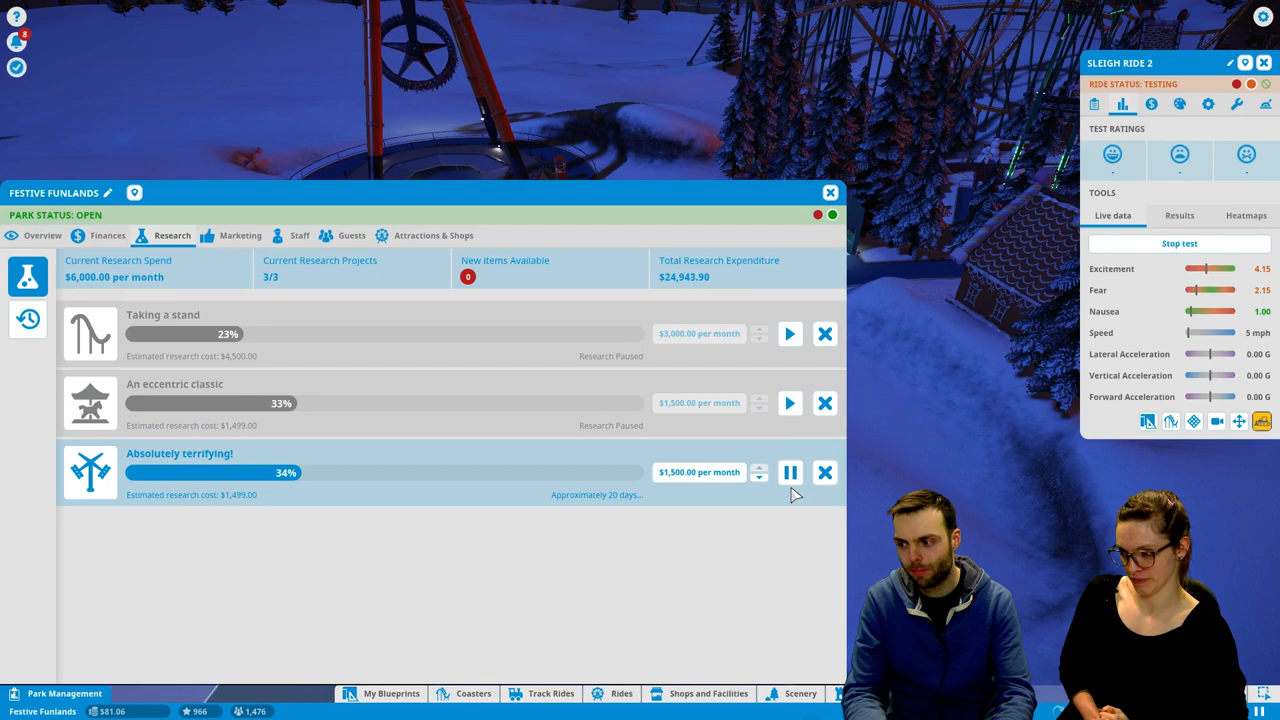 8
SLEIGH RIDE 2
RIDE STATUS: TESTING
TEST RATINGS
- - -
TOOLS
Live data Results Heatmaps
Stop test
Excitement 4.15
Fear 2.15
Nausea 1.00
Speed 5 mph
Lateral Acceleration 0.00 G
Vertical Acceleration 0.00 G
Forward Acceleration 0.00 G
FESTIVE FUNLANDS
PARK STATUS: OPEN
Overview Finances Research Marketing Staff Guests Attractions & Shops
Current Research Spend Current Research Projects New items Available Total Research Expenditure
$6,000.00 per month 3/3 0 $24,943.90
Taking a stand
23% $3,000.00 per month
Estimated research cost: $4,500.00 Research Paused
An eccentric classic
33% $1,500.00 per month
Estimated research cost: $1,499.00 Research Paused
Absolutely terrifying!
34% $1,500.00 per month
Estimated research cost: $1,499.00 Approximately 20 days...
Park Management My Blueprints Coasters Track Rides Rides Shops and Facilities Scenery
Festive Funlands $81.06 966 1,476